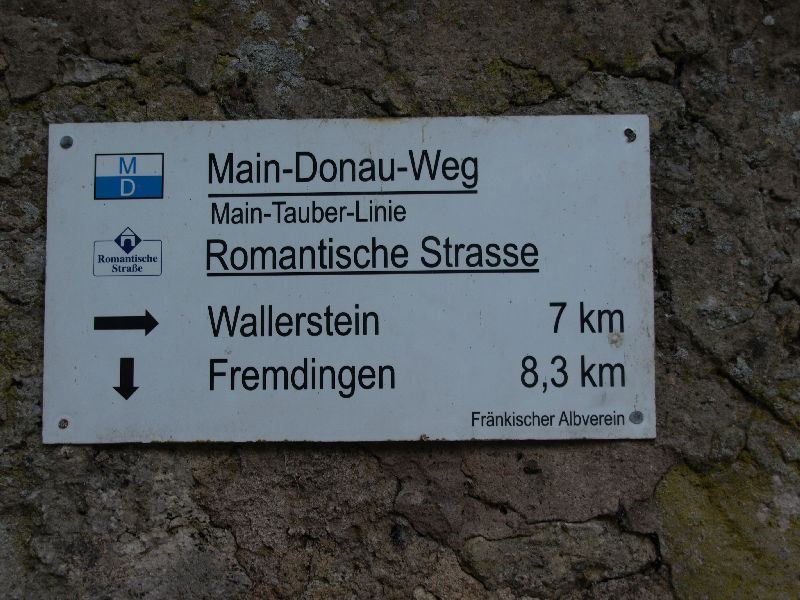 M
D
Main-Donau-Weg
Main-Tauber-Linie
Romantische
Straße
Romantische Strasse
Wallerstein 7 km
Fremdingen 8,3 km
Fränkischer Albverein